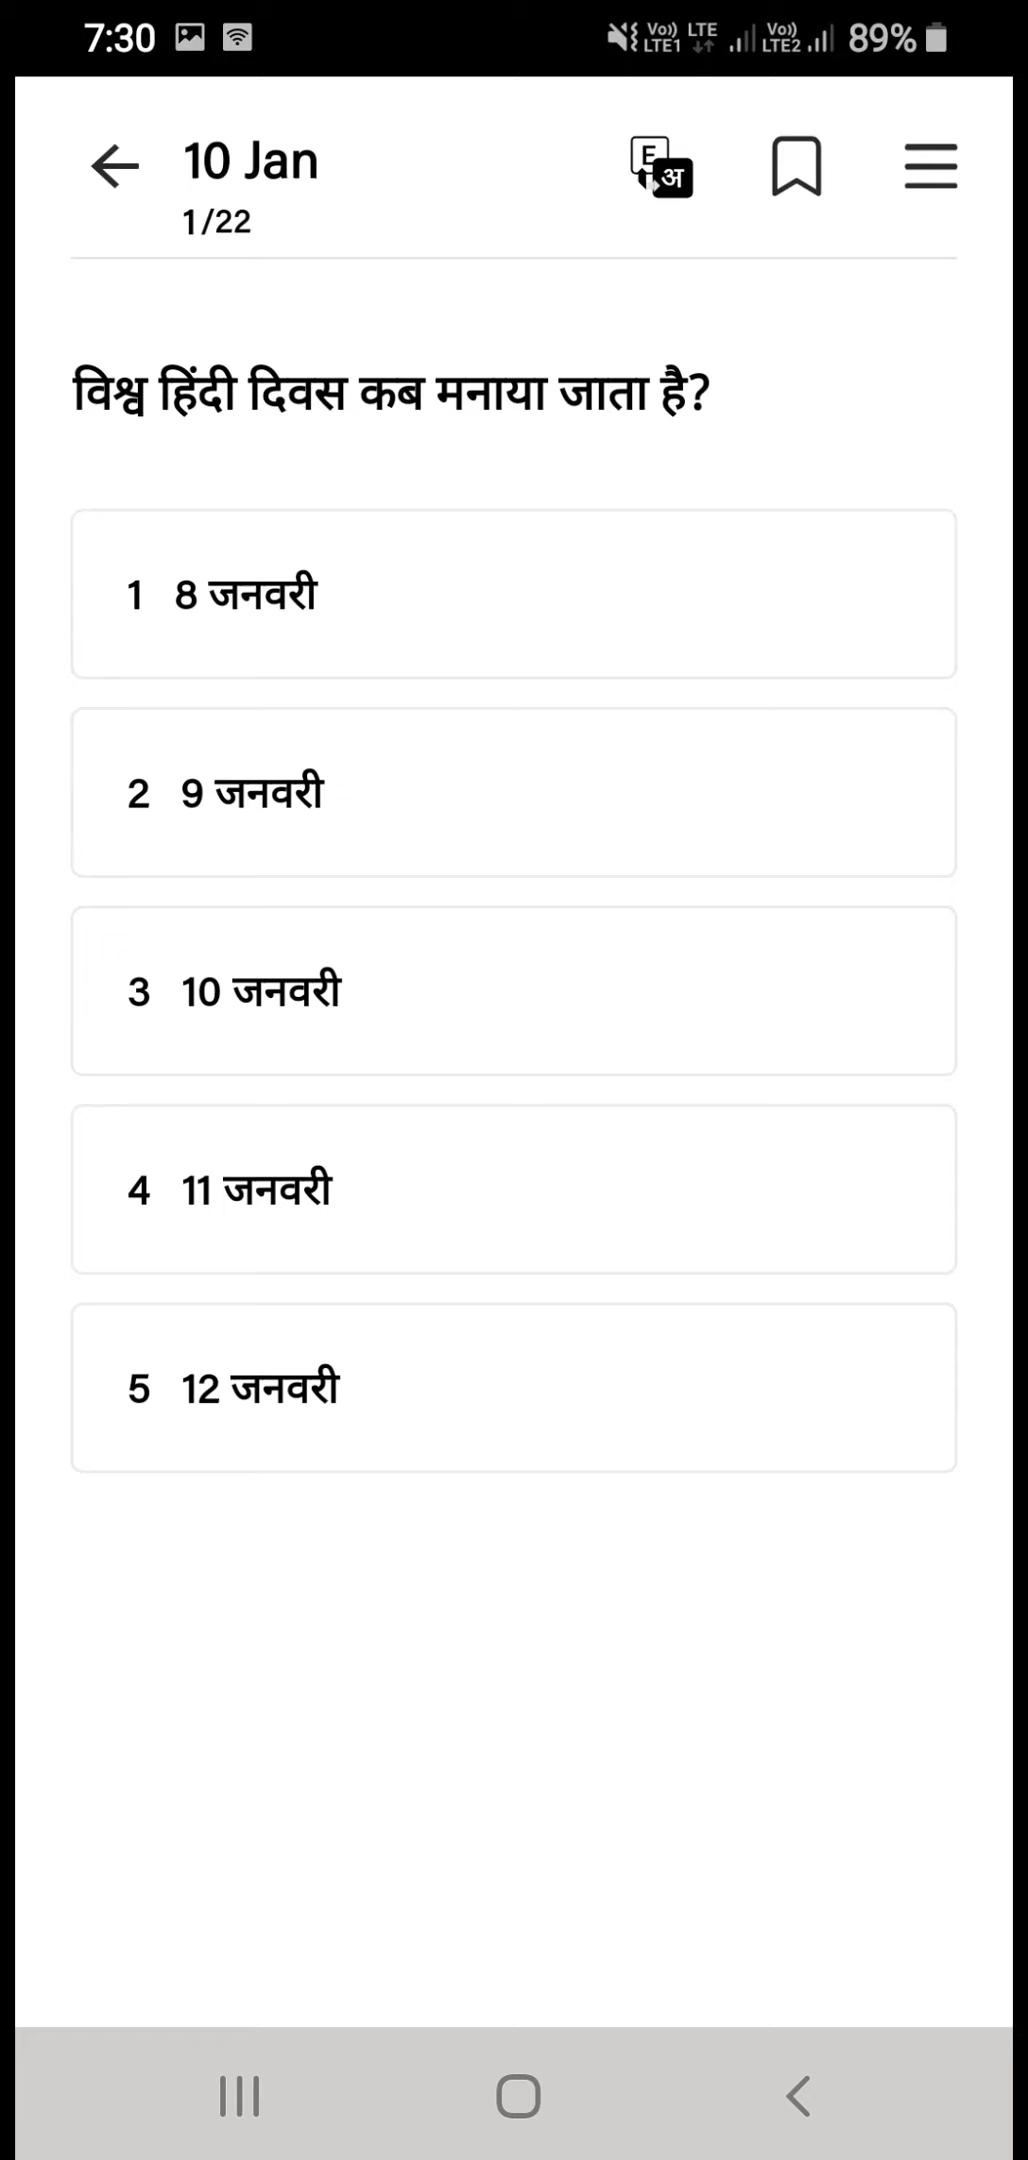 7:30 Vo)) LTE Vo)) 89%
LTE1 LTE2
10 Jan
E अ
1/22
विश्व हिंदी दिवस कब मनाया जाता है?
1 8 जनवरी
2 9 जनवरी
3 10 जनवरी
4 11 जनवरी
5 12 जनवरी